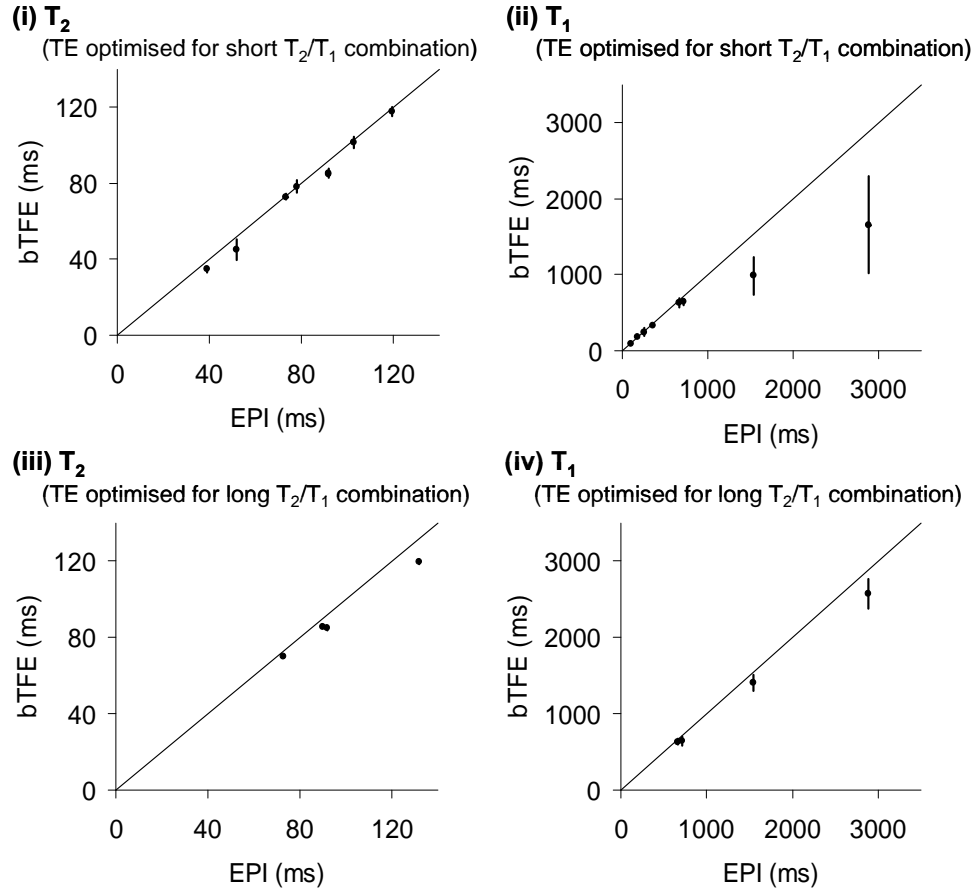 (i) T2
(TE optimised for short T2/T1 combination)
120
80
40
0
bTFE (ms)
0 40 80 120
EPI (ms)
(ii) T1
(TE optimised for short T2/T1 combination)
3000
2000
1000
0
bTFE (ms)
0 1000 2000 3000
EPI (ms)
(iii) T2
(TE optimised for long T2/T1 combination)
120
80
40
0
bTFE (ms)
0 40 80 120
EPI (ms)
(iv) T1
(TE optimised for long T2/T1 combination)
3000
2000
1000
0
bTFE (ms)
0 1000 2000 3000
EPI (ms)